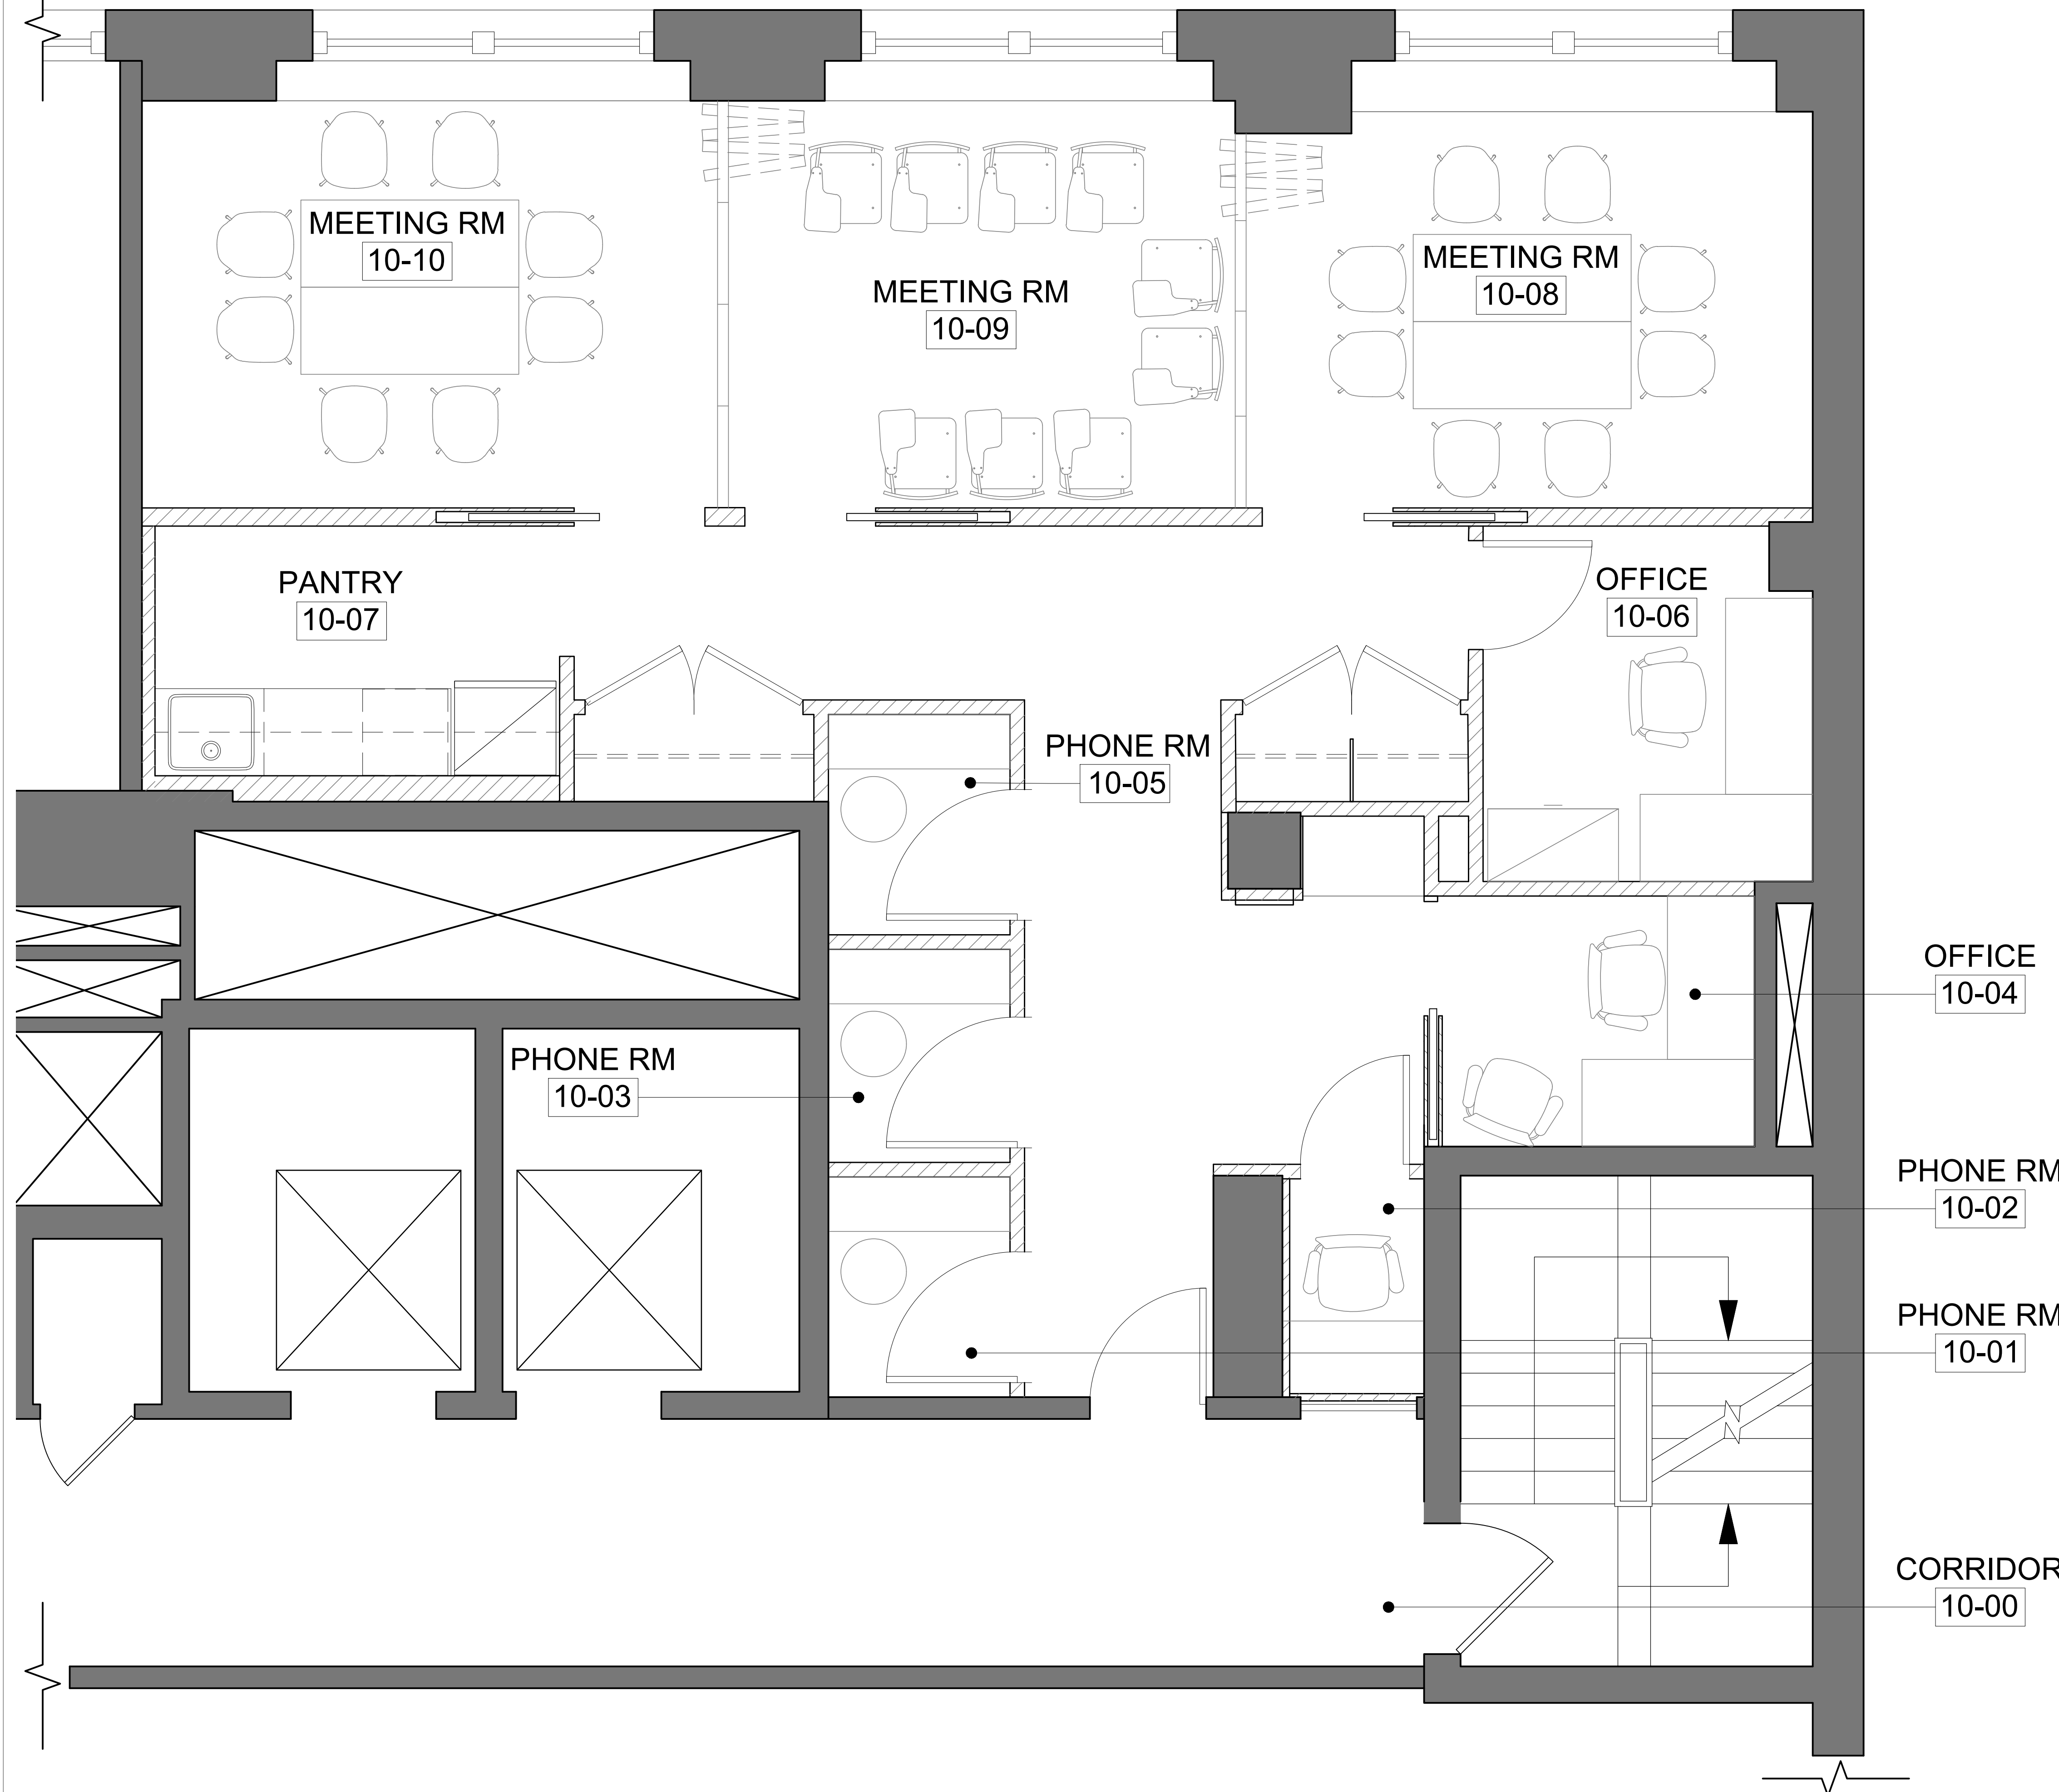 MEETING RM
10-10
MEETING RM
10-09
MEETING RM
10-08
PANTRY
10-07
OFFICE
10-06
PHONE RM
10-05
OFFICE
10-04
PHONE RM
10-03
PHONE RM
10-02
PHONE RM
10-01
CORRIDOR
10-00